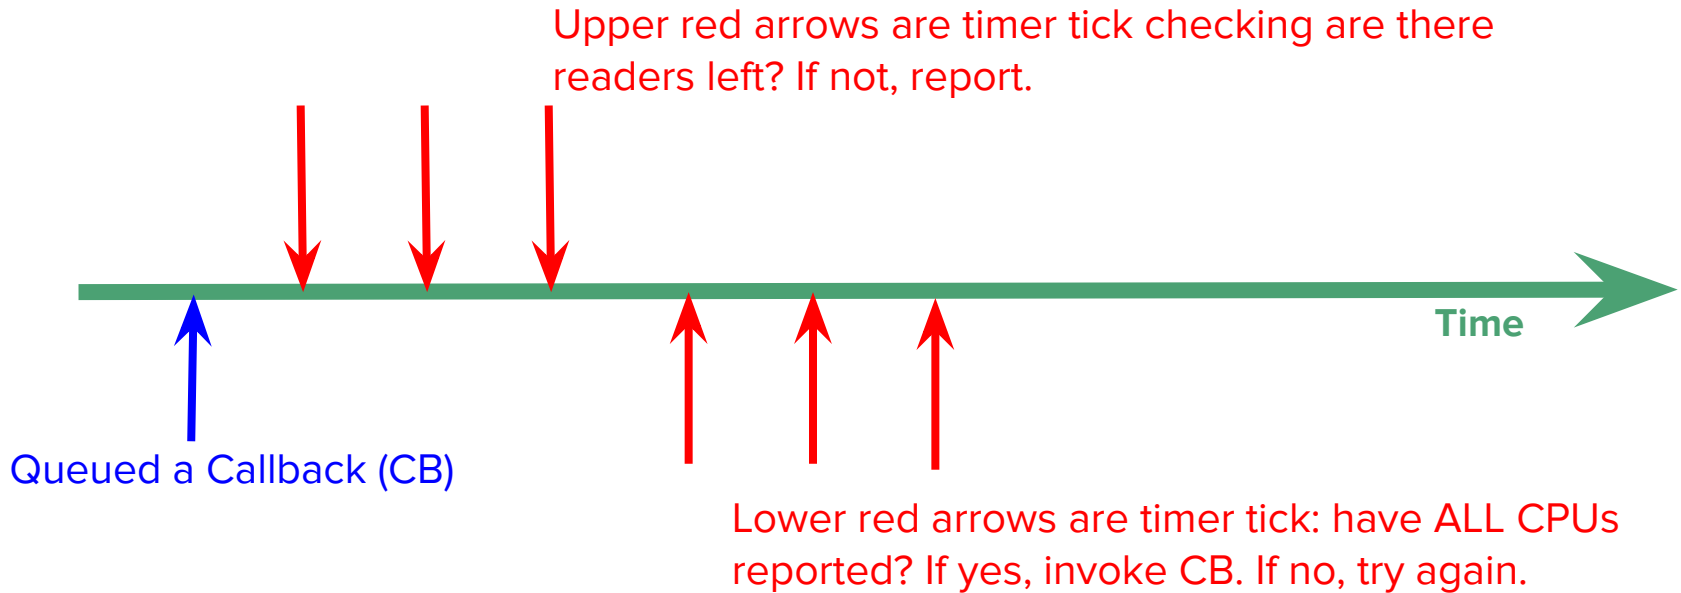 Upper red arrows are timer tick checking are there
readers left? If not, report.
Time
Queued a Callback (CB)
Lower red arrows are timer tick: have ALL CPUs
reported? If yes, invoke CB. If no, try again.